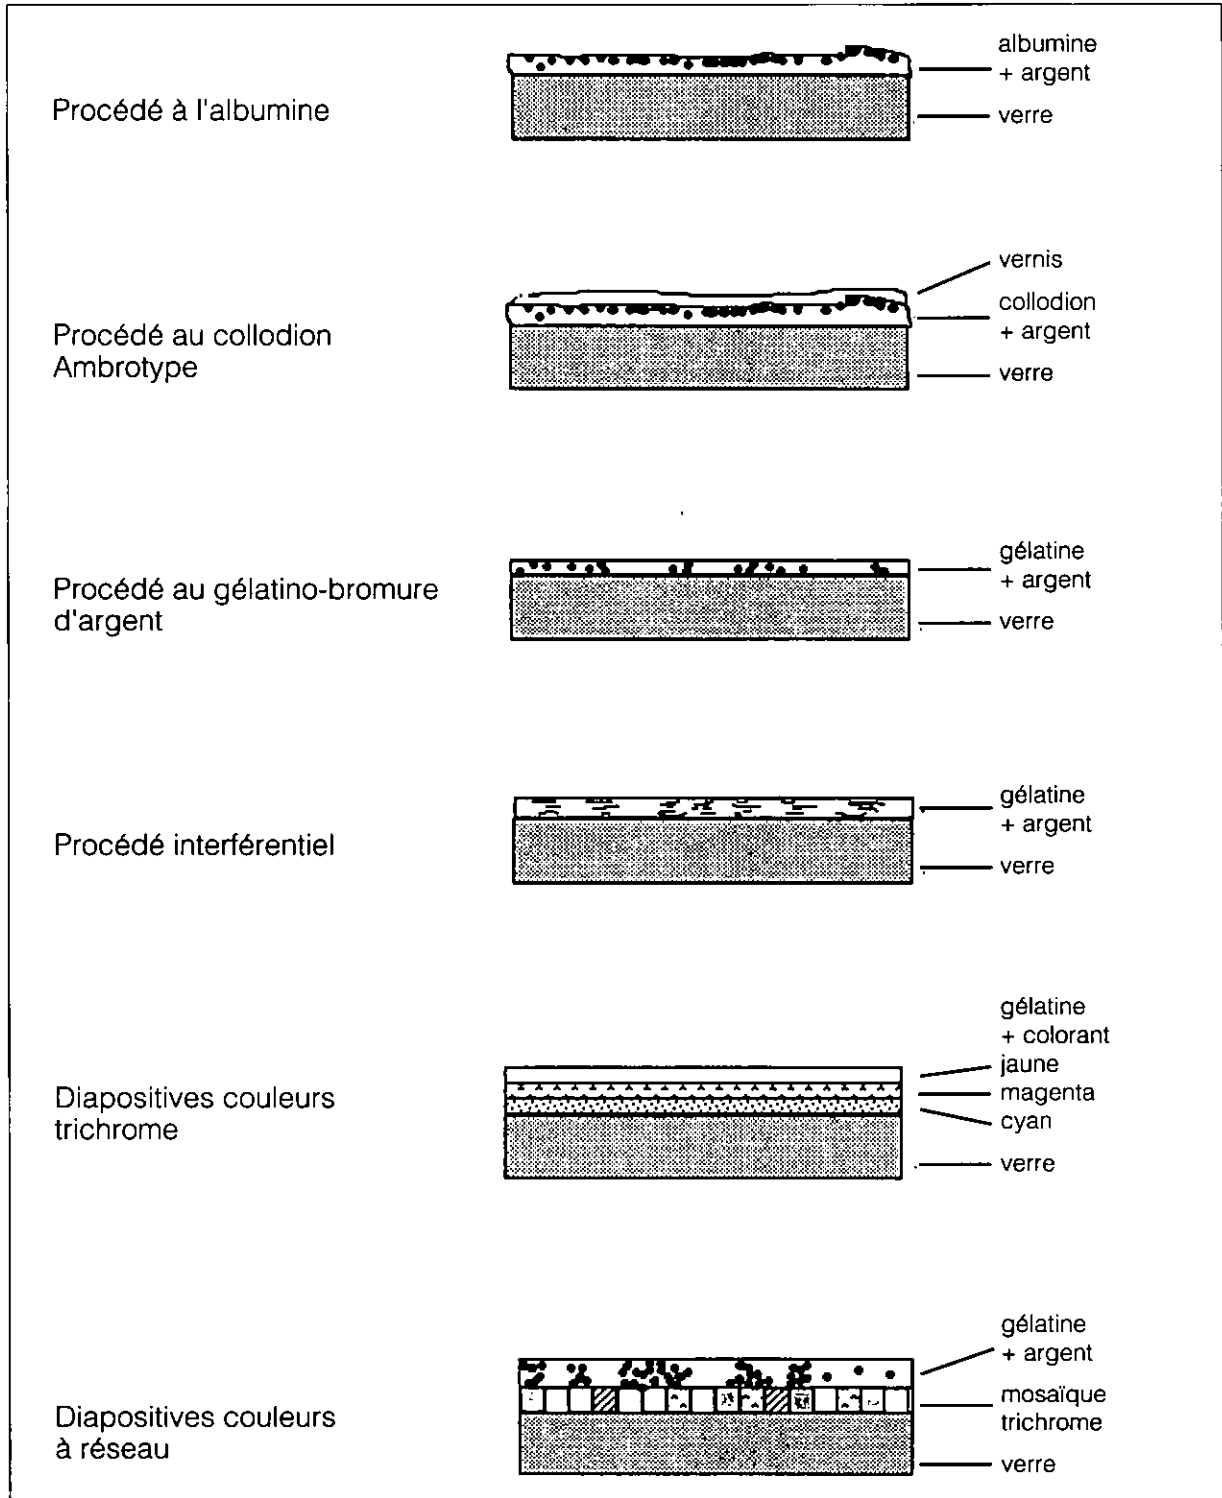 Procédé à l'albumine
albumine
+ argent
verre
Procédé au collodion
Ambrotype
vernis
collodion
+ argent
verre
Procédé au gélatino-bromure
d'argent
gélatine
+ argent
verre
Procédé interférentiel
gélatine
+ argent
verre
Diapositives couleurs
trichrome
gélatine
+ colorant
jaune
magenta
cyan
verre
Diapositives couleurs
à réseau
gélatine
+ argent
mosaïque
trichrome
verre